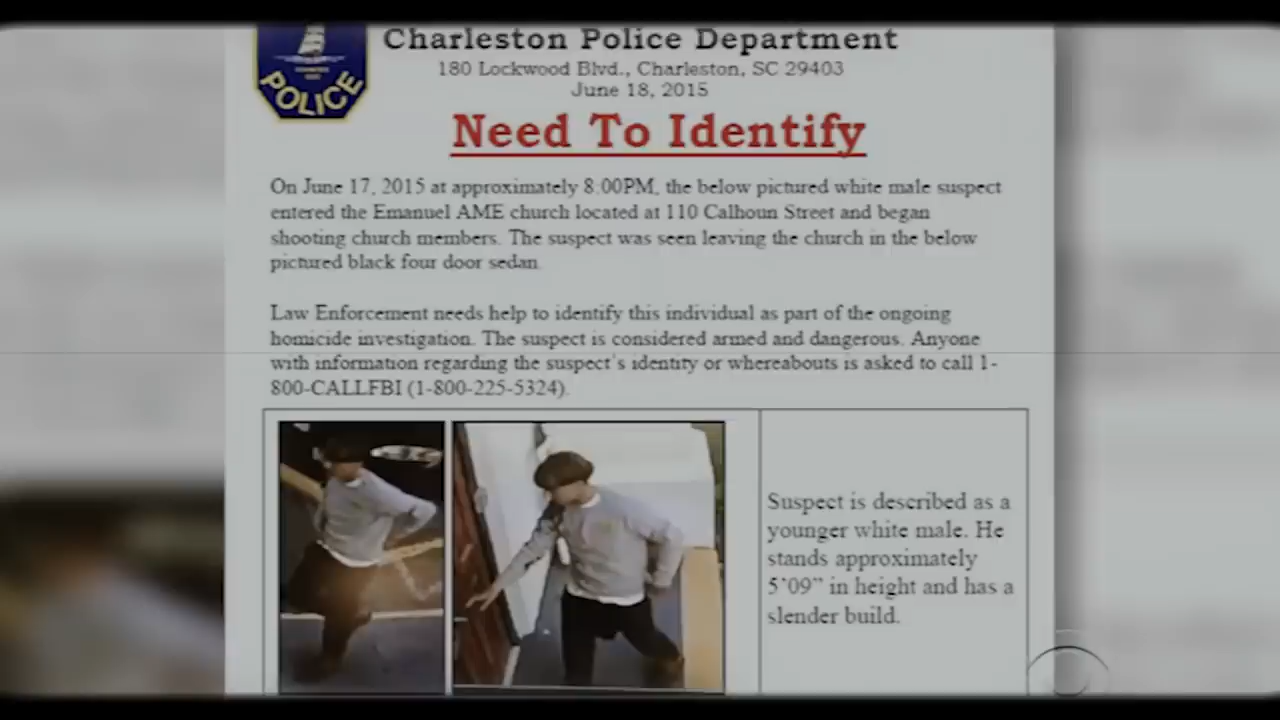 POLICE
Charleston Police Department
180 Lockwood Blvd., Charleston, SC 29403
June 18, 2015
Need To Identify
On June 17, 2015 at approximately 8:00PM, the below pictured white male suspect
entered the Emanuel AME church located at 110 Calhoun Street and began
shooting church members. The suspect was seen leaving the church in the below
pictured black four door sedan.
Law Enforcement needs help to identify this individual as part of the ongoing
homicide investigation. The suspect is considered armed and dangerous. Anyone
with information regarding the suspect's identity or whereabouts is asked to call 1-
800-CALLFBI (1-800-225-5324).
Suspect is described as a
younger white male. He
stands approximately
5'09” in height and has a
slender build.